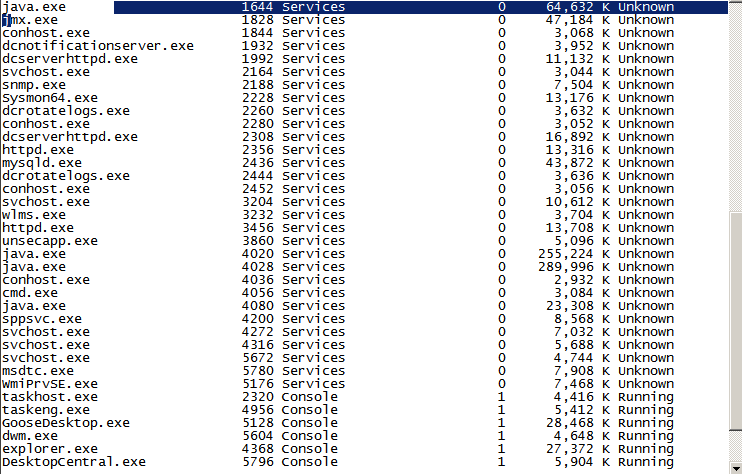 java.exe 1644 Services 0 64,632 K Unknown
jmx.exe 1828 Services 0 47,184 K Unknown
conhost.exe 1844 Services 0 3,068 K Unknown
dcnotificationserver.exe 1932 Services 0 3,952 K Unknown
dcserverhttpd.exe 1992 Services 0 11,132 K Unknown
svchost.exe 2164 Services 0 3,044 K Unknown
snmp.exe 2188 Services 0 7,504 K Unknown
Sysmon64.exe 2228 Services 0 13,176 K Unknown
dcrotatelogs.exe 2260 Services 0 3,632 K Unknown
conhost.exe 2280 Services 0 3,052 K Unknown
dcserverhttpd.exe 2308 Services 0 16,892 K Unknown
httpd.exe 2356 Services 0 13,316 K Unknown
mysqld.exe 2436 Services 0 43,872 K Unknown
dcrotatelogs.exe 2444 Services 0 3,636 K Unknown
conhost.exe 2452 Services 0 3,056 K Unknown
svchost.exe 3204 Services 0 10,612 K Unknown
wlms.exe 3232 Services 0 3,704 K Unknown
httpd.exe 3456 Services 0 13,708 K Unknown
unsecapp.exe 3860 Services 0 5,096 K Unknown
java.exe 4020 Services 0 255,224 K Unknown
java.exe 4028 Services 0 289,996 K Unknown
conhost.exe 4036 Services 0 2,932 K Unknown
cmd.exe 4056 Services 0 3,084 K Unknown
java.exe 4080 Services 0 23,308 K Unknown
sppsvc.exe 4200 Services 0 8,568 K Unknown
svchost.exe 4272 Services 0 7,032 K Unknown
svchost.exe 4316 Services 0 5,688 K Unknown
svchost.exe 5672 Services 0 4,744 K Unknown
msdtc.exe 5780 Services 0 7,908 K Unknown
WmiPrvSE.exe 5176 Services 0 7,468 K Unknown
taskhost.exe 2320 Console 1 4,416 K Running
taskeng.exe 4956 Console 1 5,412 K Running
GooseDesktop.exe 5128 Console 1 28,468 K Running
dwm.exe 5604 Console 1 4,648 K Running
explorer.exe 4368 Console 1 27,372 K Running
DesktopCentral.exe 5796 Console 1 5,904 K Running